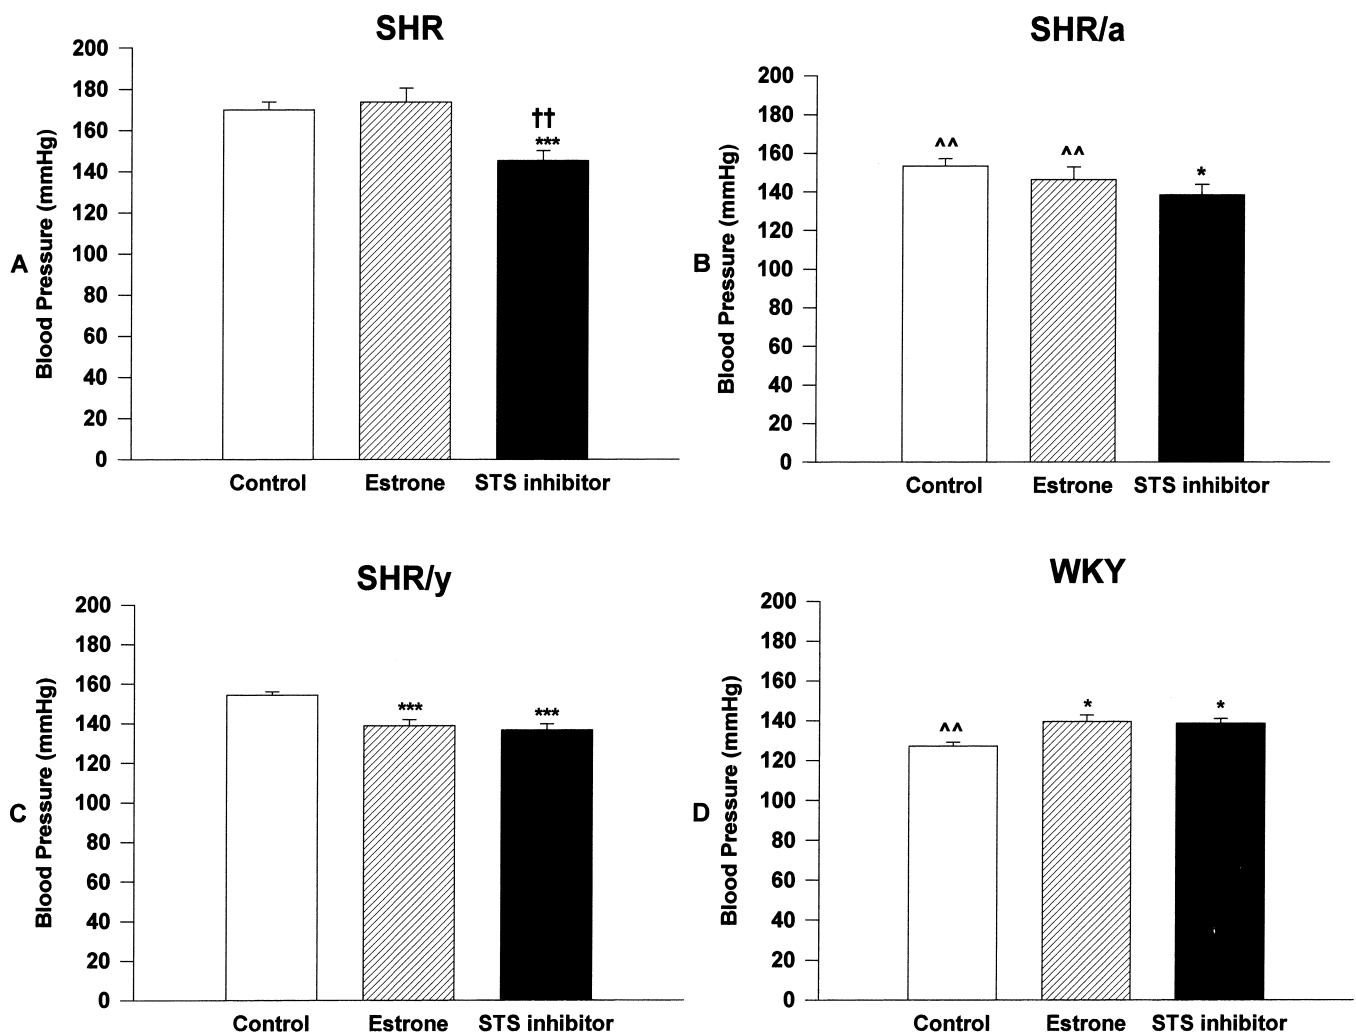 SHR
200
180
160
140
120
100
80
60
40
20
0
Blood Pressure (mmHg)
A
††
***
Control Estrone STS inhibitor
SHR/a
200
180
160
140
120
100
80
60
40
20
0
Blood Pressure (mmHg)
B
^^ ^^ *
Control Estrone STS inhibitor
SHR/y
200
180
160
140
120
100
80
60
40
20
0
Blood Pressure (mmHg)
C
*** ***
Control Estrone STS inhibitor
WKY
200
180
160
140
120
100
80
60
40
20
0
Blood Pressure (mmHg)
D
^^ * *
Control Estrone STS inhibitor